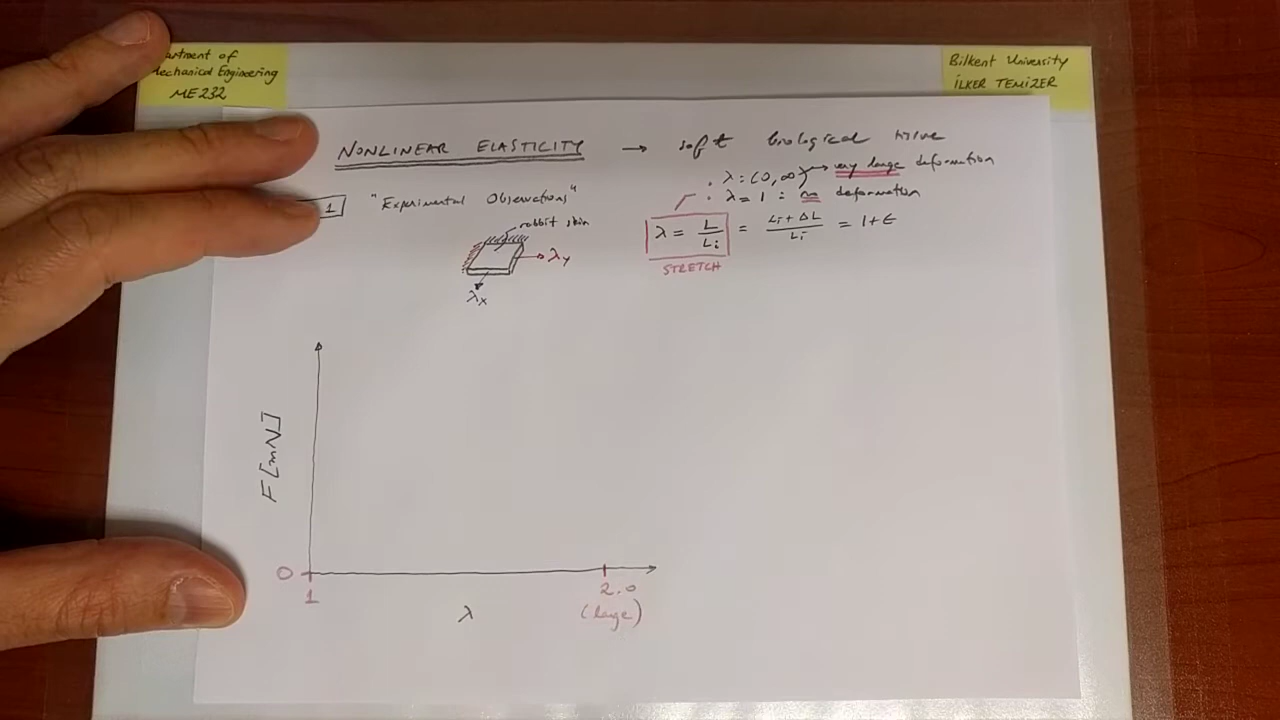 Department of
Mechanical Engineering
ME232
Bilkent University
İLKER TEMİZER
NONLINEAR ELASTICITY → soft biological
· λ = (0,∞) → very large deformation
· λ = 1 : no deformation
1 "Experimental Observations"
rabbit skin
λy
λx
λ = L / Li = Li + ΔL / Li = 1 + ε
STRETCH
F [mN]
0
1
2.0
(large)
λ